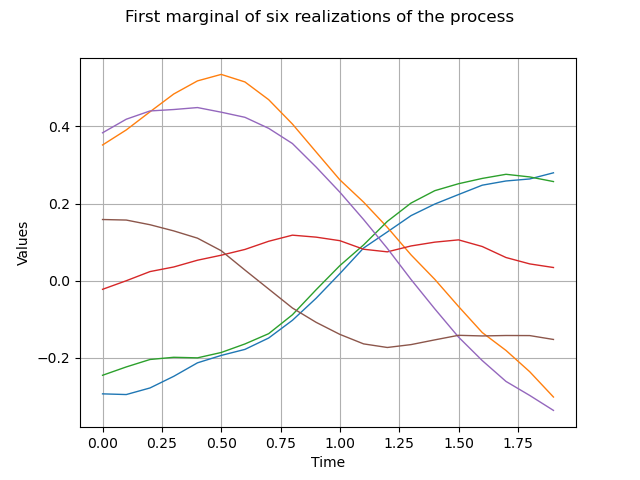 First marginal of six realizations of the process
Values
0.4
0.2
0.0
−0.2
0.00 0.25 0.50 0.75 1.00 1.25 1.50 1.75
Time